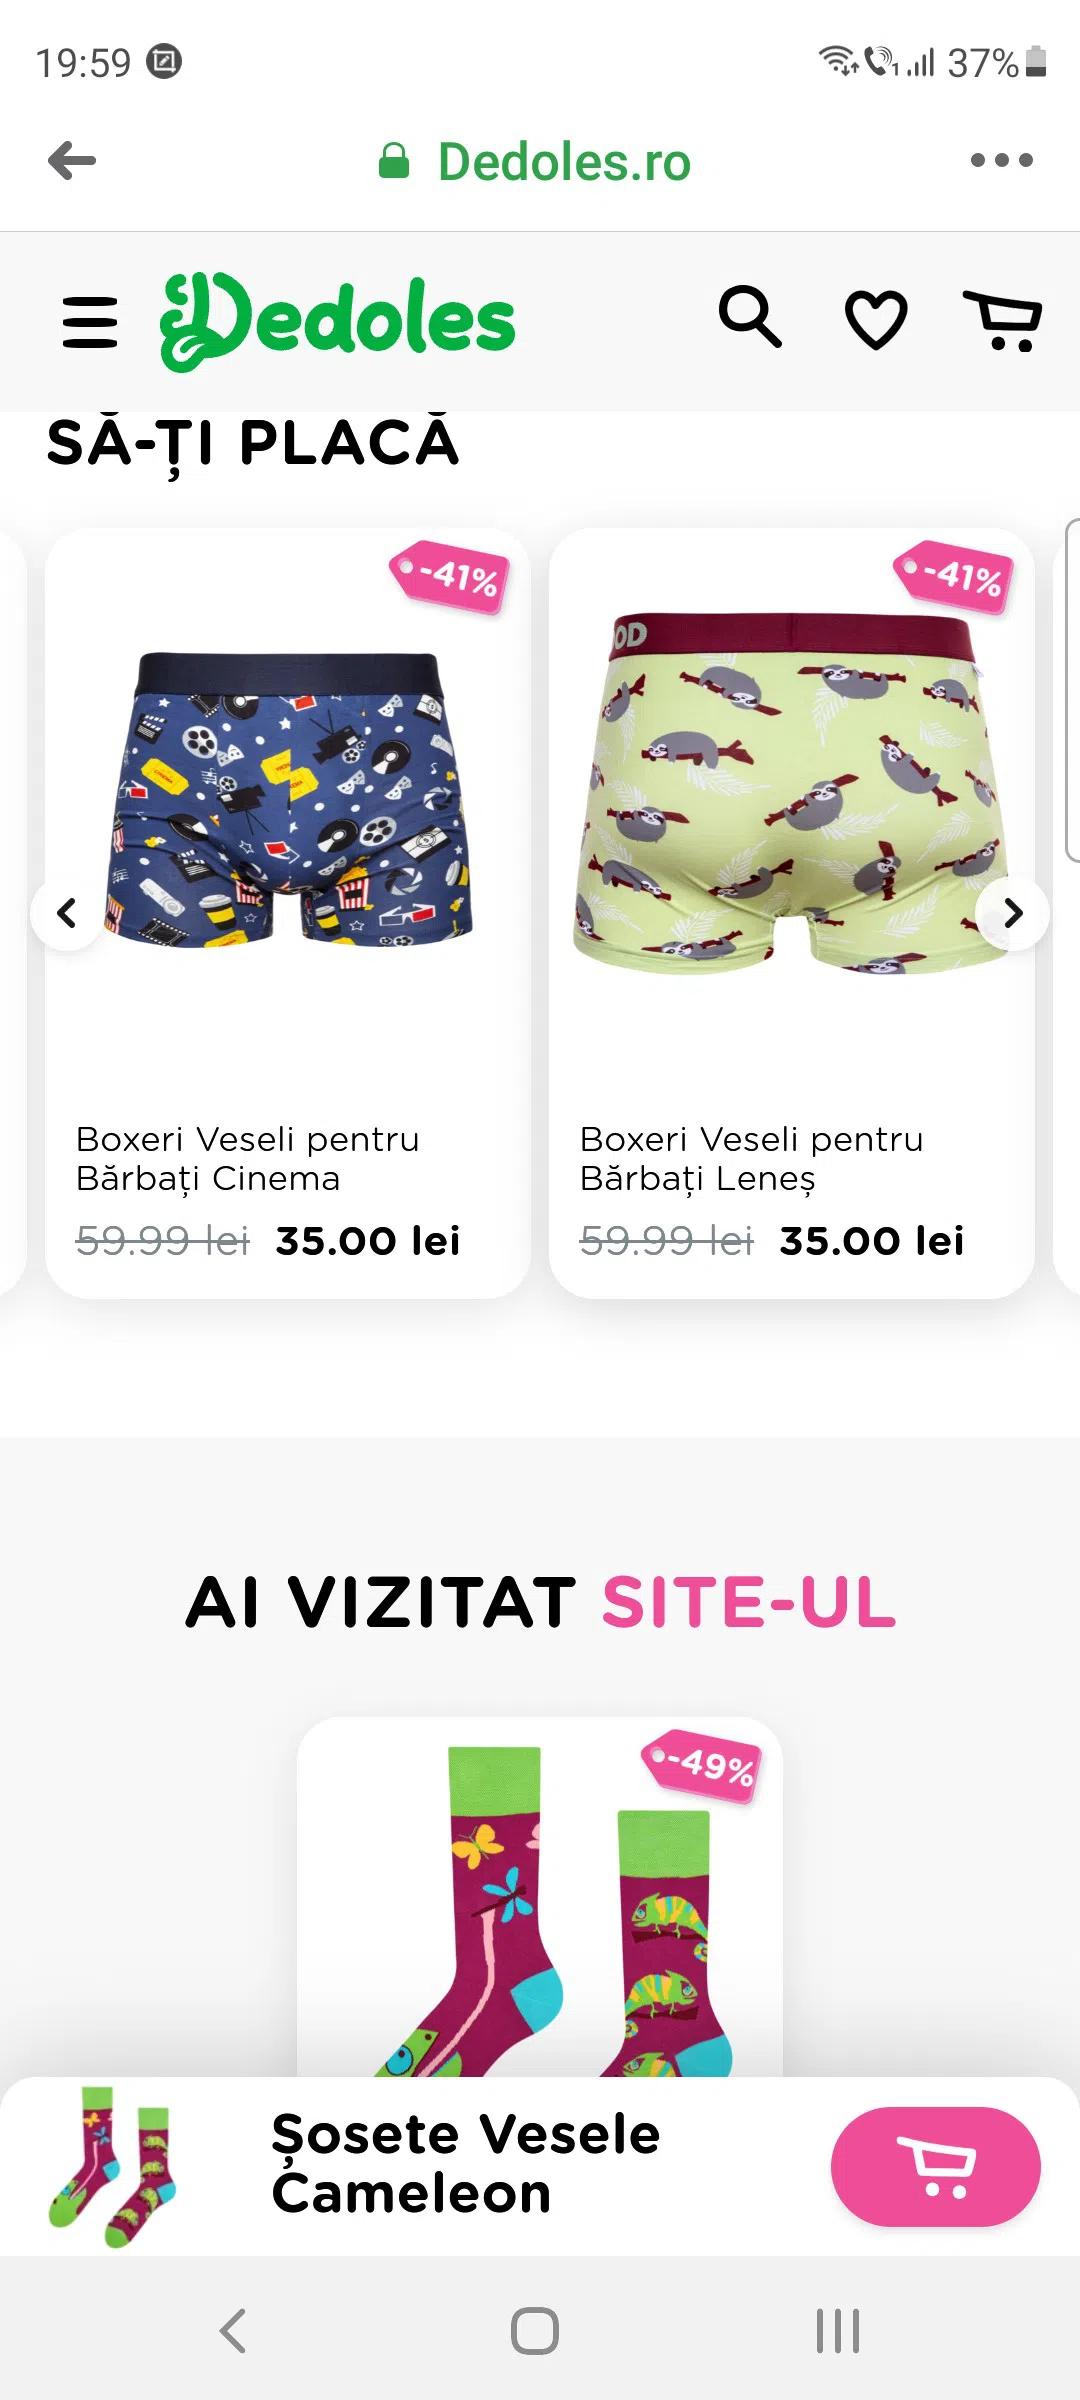 19:59
1 37%
Dedoles.ro
Dedoles
SĂ-ȚI PLACĂ
-41%
-41%
OD
Boxeri Veseli pentru
Bărbați Cinema
59.99 lei 35.00 lei
Boxeri Veseli pentru
Bărbați Leneș
59.99 lei 35.00 lei
AI VIZITAT SITE-UL
-49%
Șosete Vesele
Cameleon